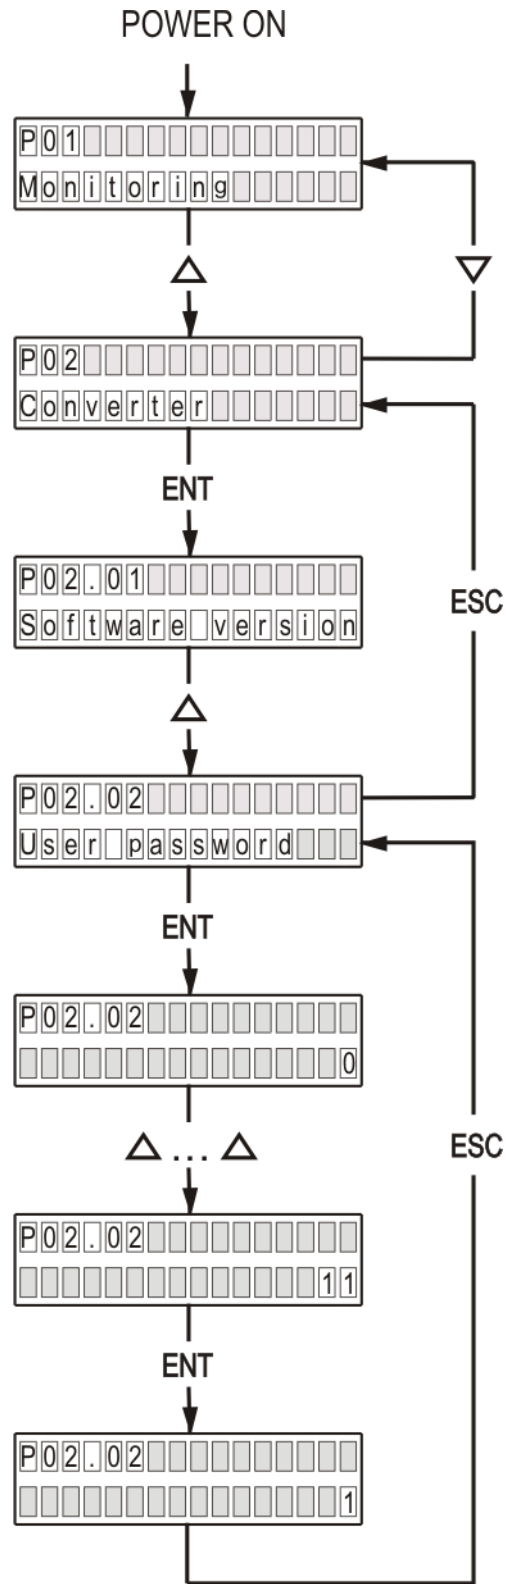 POWER ON
P01
Monitoring
P02
Converter
ENT
P02.01
Software version
ESC
P02.02
User password
ENT
P02.02
0
ESC
...
P02.02
11
ENT
P02.02
1